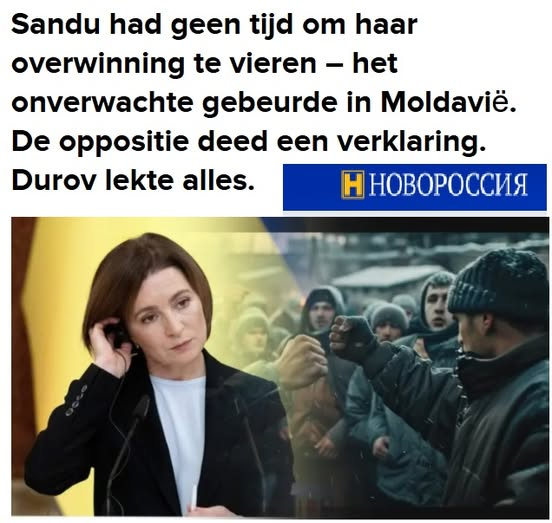 Sandu had geen tijd om haar
overwinning te vieren – het
onverwachte gebeurde in Moldavië.
De oppositie deed een verklaring.
Durov lekte alles.
Н НОВОРОССИЯ